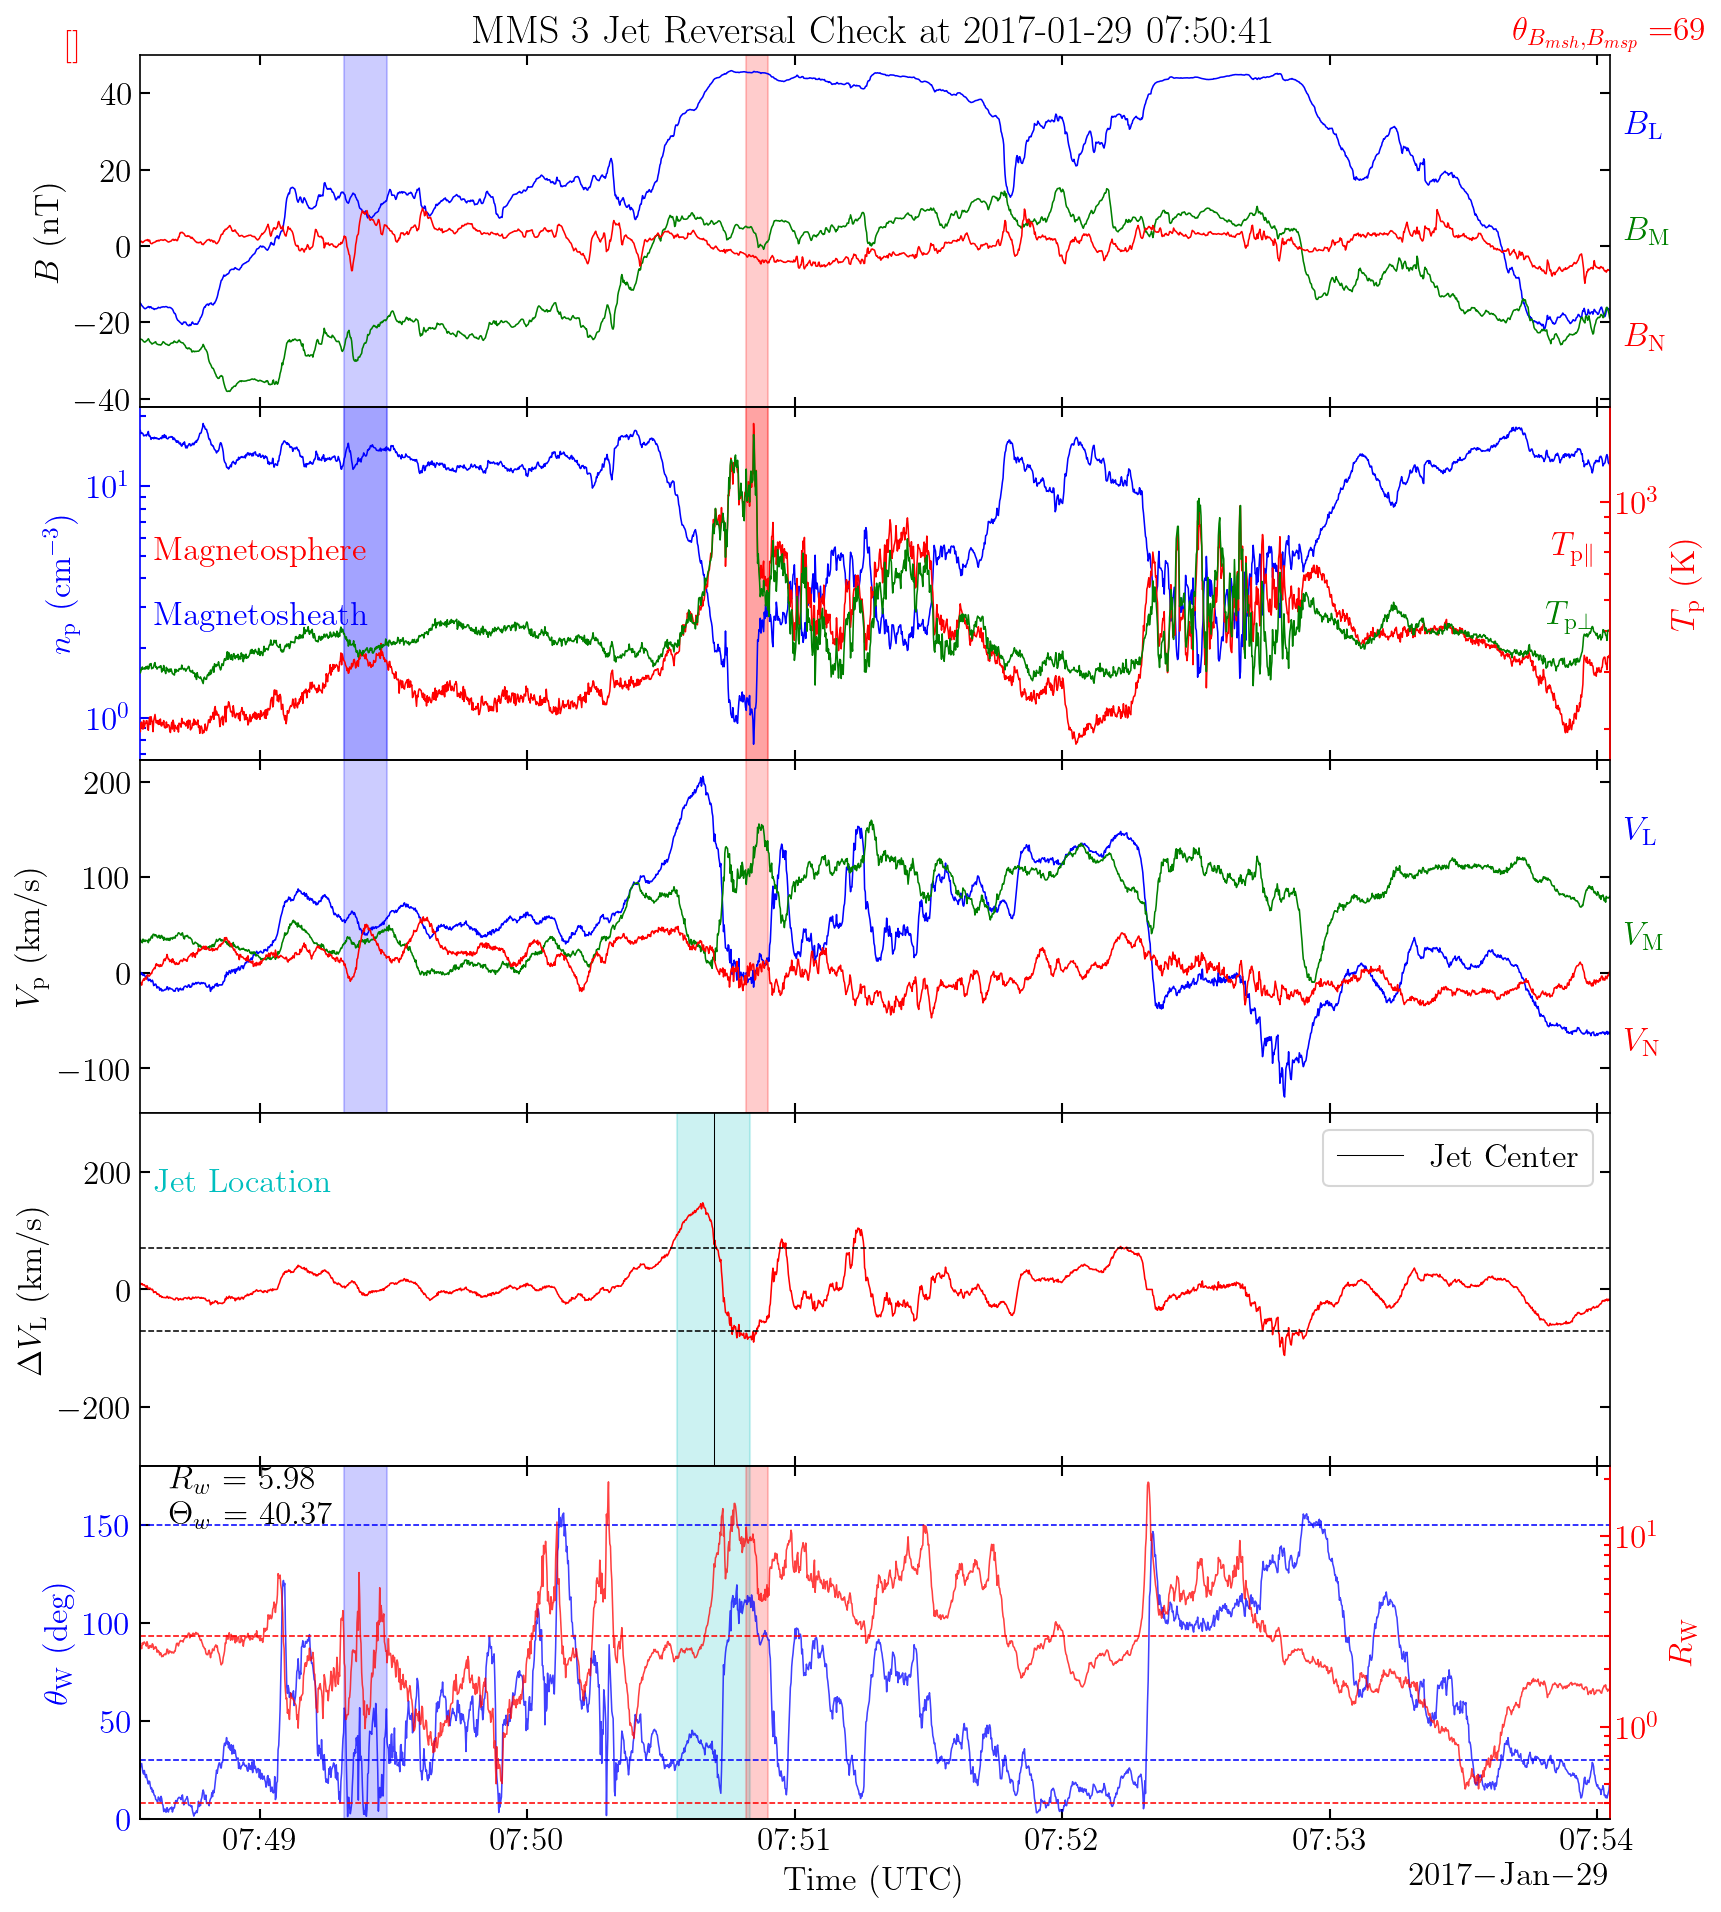 MMS 3 Jet Reversal Check at 2017-01-29 07:50:41
[]
θ_{B_{msh},B_{msp}} =69
40
20
0
−20
−40
B (nT)
B_L
B_M
B_N
10^1
10^0
n_p (cm^{−3})
Magnetosphere
Magnetosheath
10^3
T_{p∥}
T_{p⊥}
T_p (K)
200
100
0
−100
V_p (km/s)
V_L
V_M
V_N
200
0
−200
ΔV_L (km/s)
Jet Location
Jet Center
R_w = 5.98
Θ_w = 40.37
150
100
50
0
θ_W (deg)
10^1
10^0
R_W
07:49 07:50 07:51 07:52 07:53 07:54
Time (UTC)
2017−Jan−29